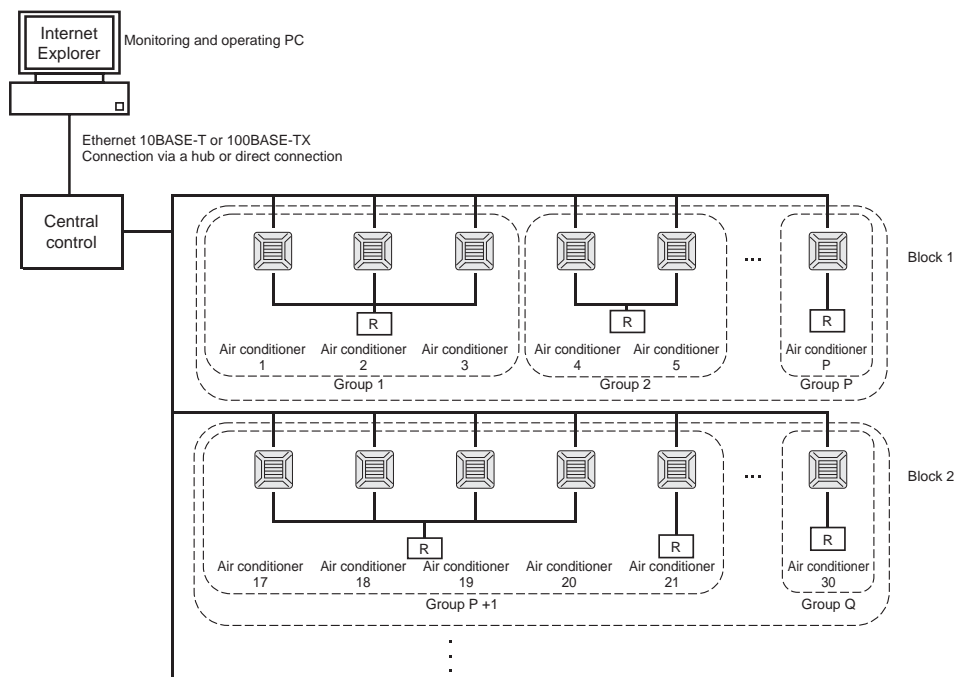 Internet
Explorer
Monitoring and operating PC
Ethernet 10BASE-T or 100BASE-TX
Connection via a hub or direct connection
Central
control
Block 1
R
R
R
Air conditioner
1
Air conditioner
2
Air conditioner
3
Air conditioner
4
Air conditioner
5
Air conditioner
P
Group 1
Group 2
Group P
...
Block 2
...
R
R
R
Air conditioner
17
Air conditioner
18
Air conditioner
19
Air conditioner
20
Air conditioner
21
Air conditioner
30
Group P +1
Group Q